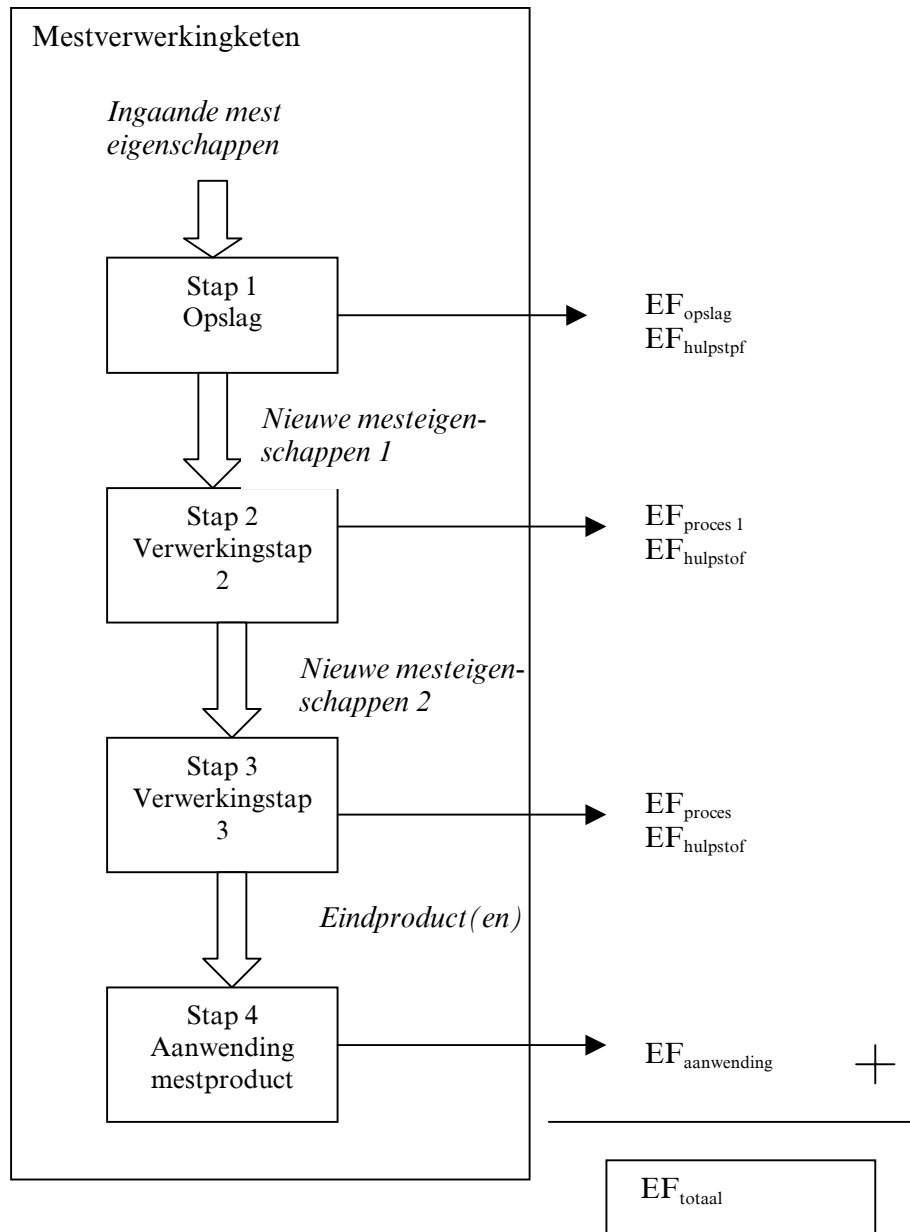 Mestverwerkingketen
Ingaande mest
eigenschappen
Stap 1
Opslag
EFopslag
EFhulpstpf
Nieuwe mesteigen-
schappen 1
Stap 2
Verwerkingstap
2
EFproces 1
EFhulpstof
Nieuwe mesteigen-
schappen 2
Stap 3
Verwerkingstap
3
EFproces
EFhulpstof
Eindproduct(en)
Stap 4
Aanwending
mestproduct
EFaanwending +
EFtotaal